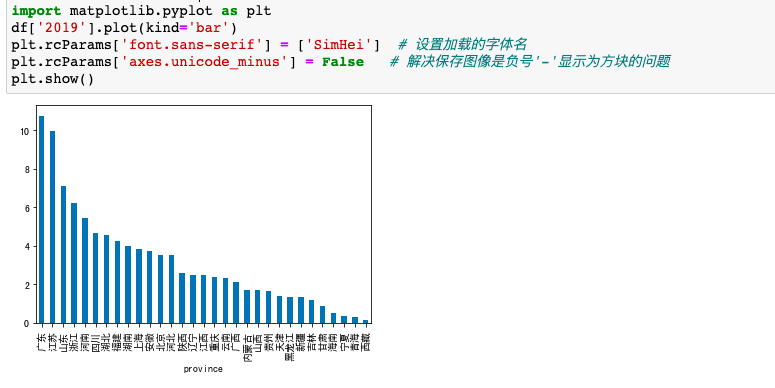 import matplotlib.pyplot as plt
df['2019'].plot(kind='bar')
plt.rcParams['font.sans-serif'] = ['SimHei']  # 设置加载的字体名
plt.rcParams['axes.unicode_minus'] = False   # 解决保存图像是负号'-'显示为方块的问题
plt.show()
10
8
6
4
2
0
广东
江苏
山东
浙江
河南
四川
湖北
福建
湖南
上海
安徽
北京
河北
陕西
辽宁
江西
重庆
云南
广西
内蒙古
山西
贵州
天津
黑龙江
新疆
吉林
甘肃
海南
宁夏
青海
西藏
province